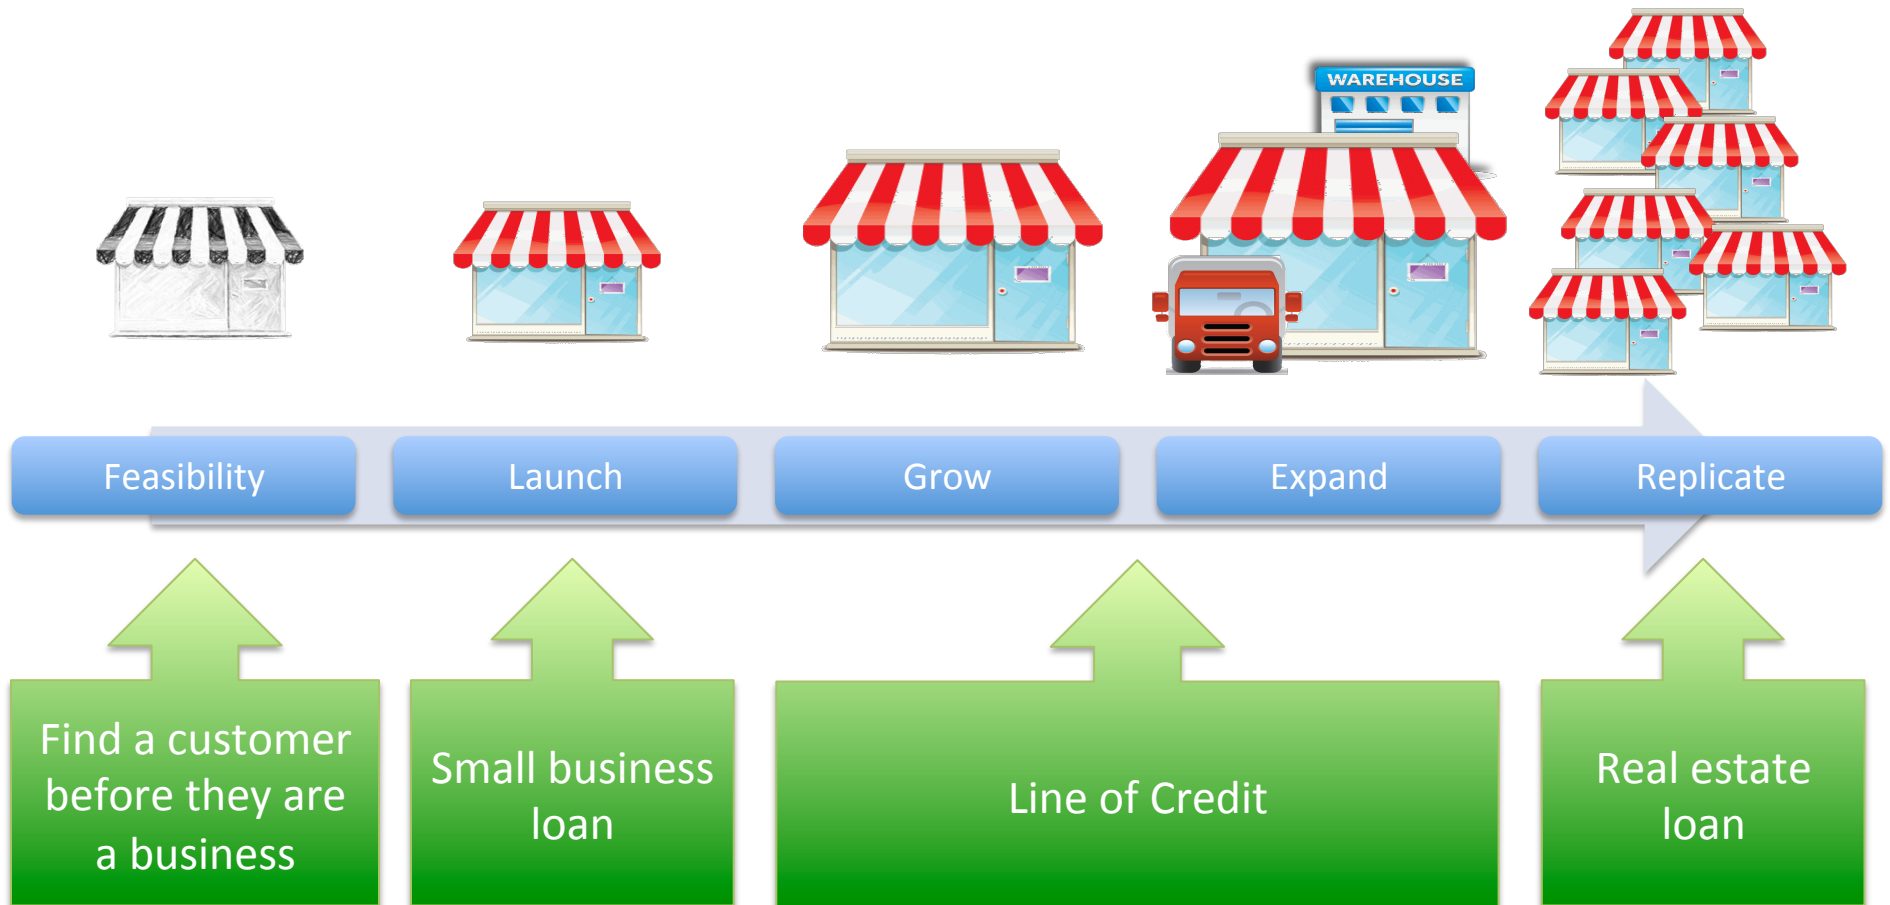 WAREHOUSE
Feasibility
Launch
Grow
Expand
Replicate
Find a customer
before they are
a business
Small business
loan
Line of Credit
Real estate
loan